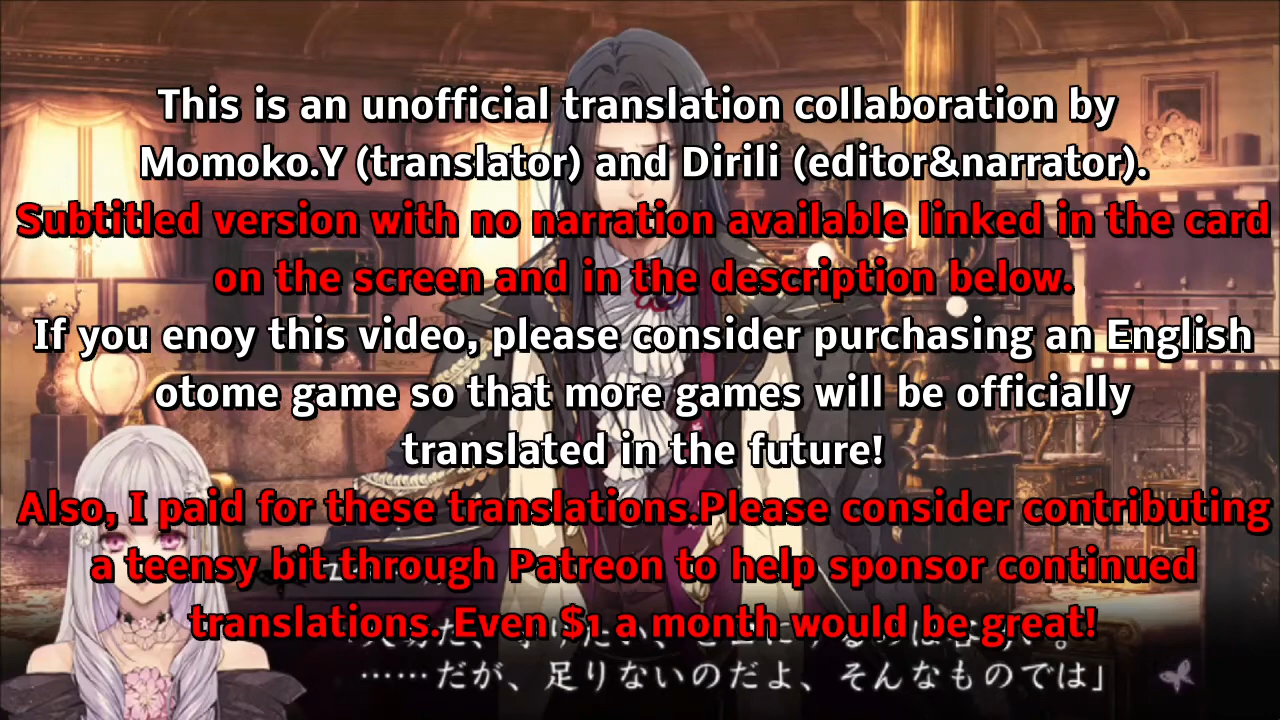 This is an unofficial translation collaboration by
Momoko.Y (translator) and Dirili (editor&narrator).
Subtitled version with no narration available linked in the card
on the screen and in the description below.
If you enoy this video, please consider purchasing an English
otome game so that more games will be officially
translated in the future!
Also, I paid for these translations.Please consider contributing
a teensy bit through Patreon to help sponsor continued
translations. Even $1 a month would be great!
……だが、足りないのだよ、そんなものでは」